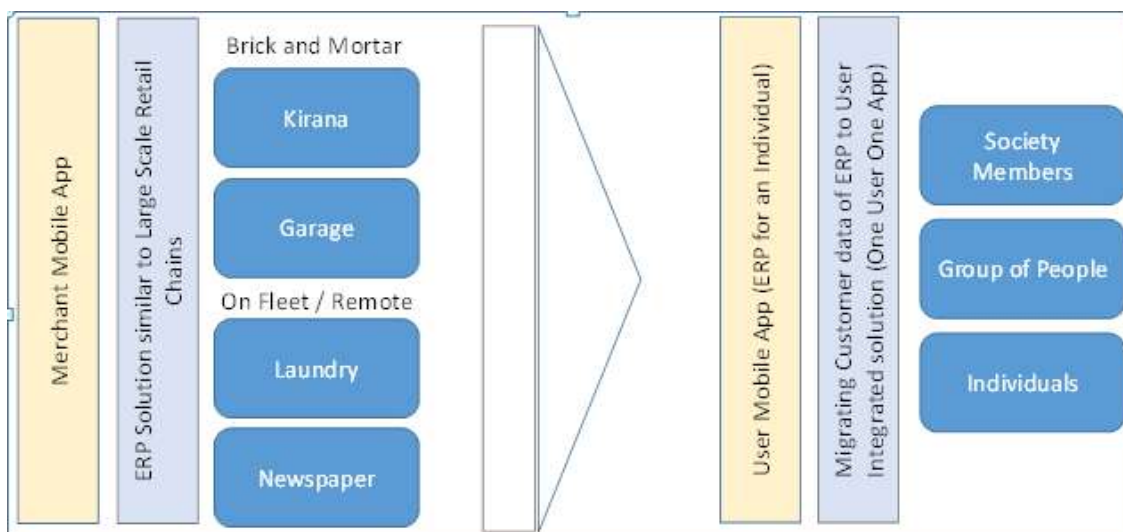 Merchant Mobile App
ERP Solution similar to Large Scale Retail
Chains
Brick and Mortar
Kirana
Garage
On Fleet / Remote
Laundry
Newspaper
User Mobile App (ERP for an Individual)
Migrating Customer data of ERP to User
Integrated solution (One User One App)
Society
Members
Group of People
Individuals